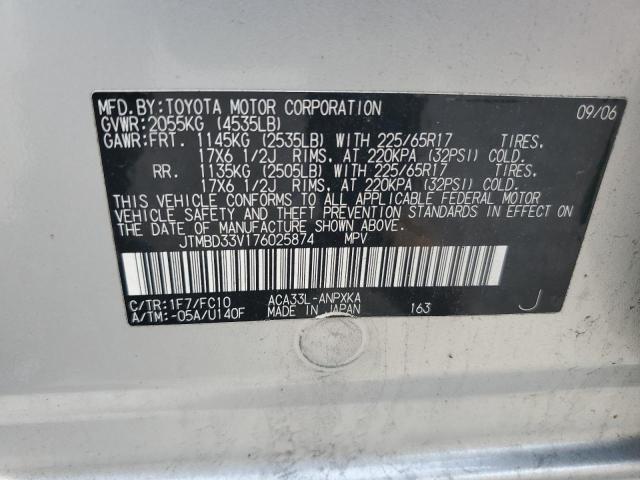 MFD.BY:TOYOTA MOTOR CORPORATION 09/06
GVWR:2055KG (4535LB)
GAWR:FRT. 1145KG (2535LB) WITH 225/65R17 TIRES,
17X6 1/2J RIMS, AT 220KPA (32PSI) COLD.
RR. 1135KG (2505LB) WITH 225/65R17 TIRES,
17X6 1/2J RIMS, AT 220KPA (32PSI) COLD.
THIS VEHICLE CONFORMS TO ALL APPLICABLE FEDERAL MOTOR
VEHICLE SAFETY AND THEFT PREVENTION STANDARDS IN EFFECT ON
THE DATE OF MANUFACTURE SHOWN ABOVE.
JTMBD33V176025874 MPV
C/TR:1F7/FC10 ACA33L-ANPXKA
A/TM:-05A/U140F MADE IN JAPAN 163 J